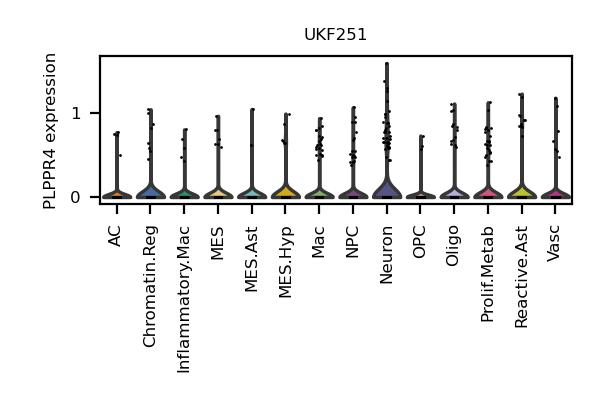 UKF251
PLPPR4 expression
1
0
AC
Chromatin.Reg
Inflammatory.Mac
MES
MES.Ast
MES.Hyp
Mac
NPC
Neuron
OPC
Oligo
Prolif.Metab
Reactive.Ast
Vasc